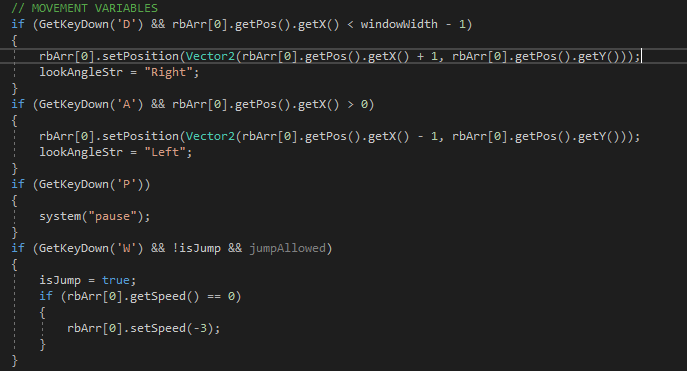 // MOVEMENT VARIABLES
if (GetKeyDown('D') && rbArr[0].getPos().getX() < windowWidth - 1)
{
rbArr[0].setPosition(Vector2(rbArr[0].getPos().getX() + 1, rbArr[0].getPos().getY()));
lookAngleStr = "Right";
}
if (GetKeyDown('A') && rbArr[0].getPos().getX() > 0)
{
rbArr[0].setPosition(Vector2(rbArr[0].getPos().getX() - 1, rbArr[0].getPos().getY()));
lookAngleStr = "Left";
}
if (GetKeyDown('P'))
{
system("pause");
}
if (GetKeyDown('W') && !isJump && jumpAllowed)
{
isJump = true;
if (rbArr[0].getSpeed() == 0)
{
rbArr[0].setSpeed(-3);
}
}